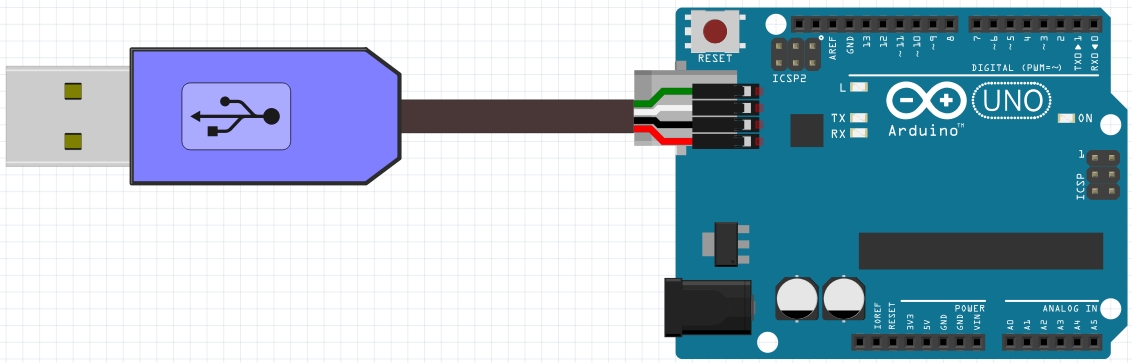 RESET
ICSP2
AREF
GND
13
12
~11
~10
~9
8
7
~6
~5
4
~3
2
TX0▶1
RX0◀0
DIGITAL (PWM=~)
L
TX
RX
Arduino™
UNO
ON
1
ICSP
POWER
ANALOG IN
IOREF
RESET
3V3
5V
GND
GND
VIN
A0
A1
A2
A3
A4
A5